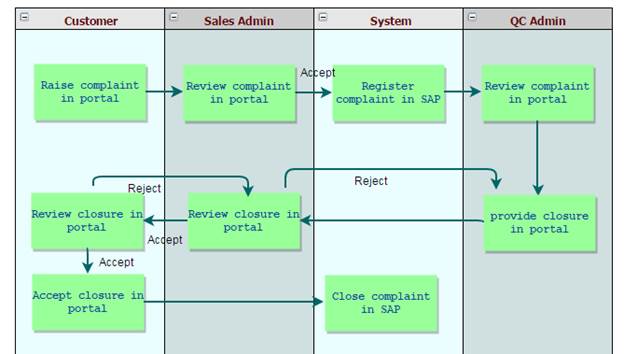 Customer
Sales Admin
System
QC Admin
Raise complaint
in portal
Review complaint
in portal
Accept
Register
complaint in SAP
Review complaint
in portal
Reject
Reject
Review closure in
portal
Accept
Review closure in
portal
provide closure
in portal
Accept
Accept closure in
portal
Close complaint
in SAP